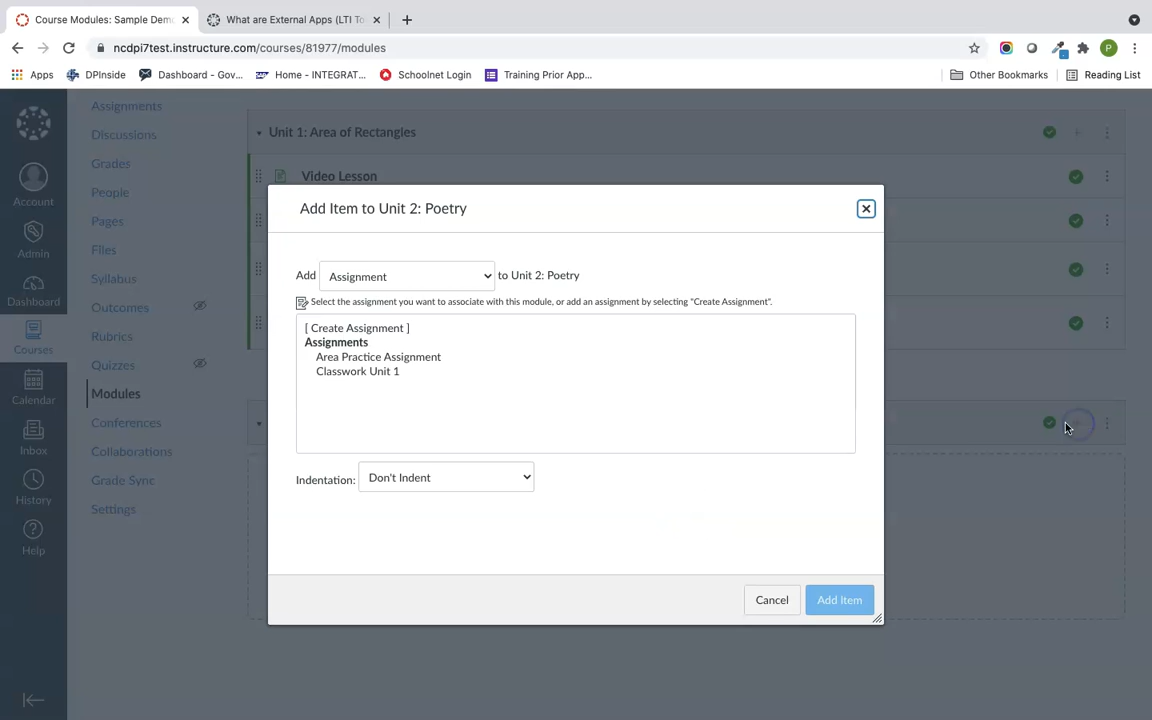 Course Modules: Sample Demo
What are External Apps (LTI To
ncdpi7test.instructure.com/courses/81977/modules
P
Apps
DPInside
Dashboard - Gov...
Home - INTEGRAT...
Schoolnet Login
Training Prior App...
Other Bookmarks
Reading List
Account
Admin
Dashboard
Courses
Calendar
Inbox
History
Help
Assignments
Discussions
Grades
People
Pages
Files
Syllabus
Outcomes
Rubrics
Quizzes
Modules
Conferences
Collaborations
Grade Sync
Settings
Unit 1: Area of Rectangles
Video Lesson
Add Item to Unit 2: Poetry
Add Assignment to Unit 2: Poetry
Select the assignment you want to associate with this module, or add an assignment by selecting "Create Assignment".
[ Create Assignment ]
Assignments
Area Practice Assignment
Classwork Unit 1
Indentation: Don't Indent
Cancel
Add Item